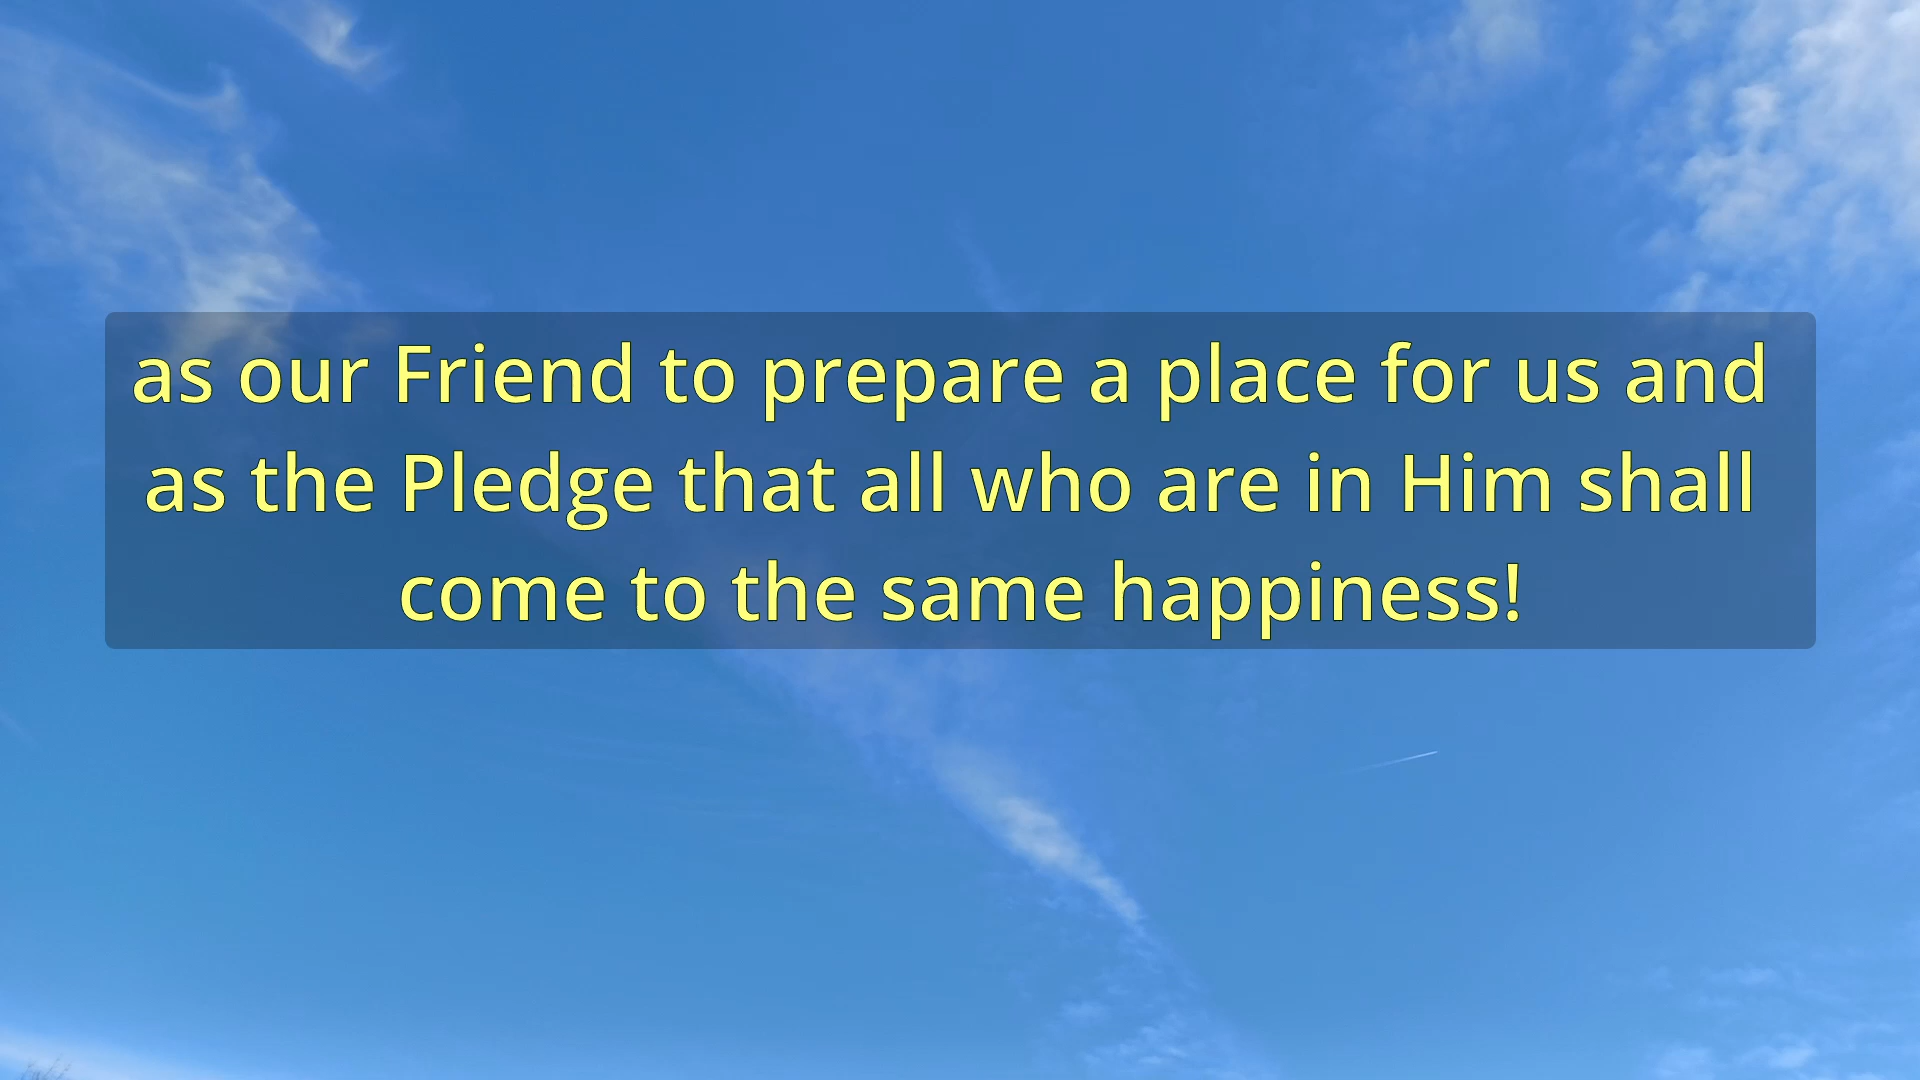 as our Friend to prepare a place for us and
as the Pledge that all who are in Him shall
come to the same happiness!